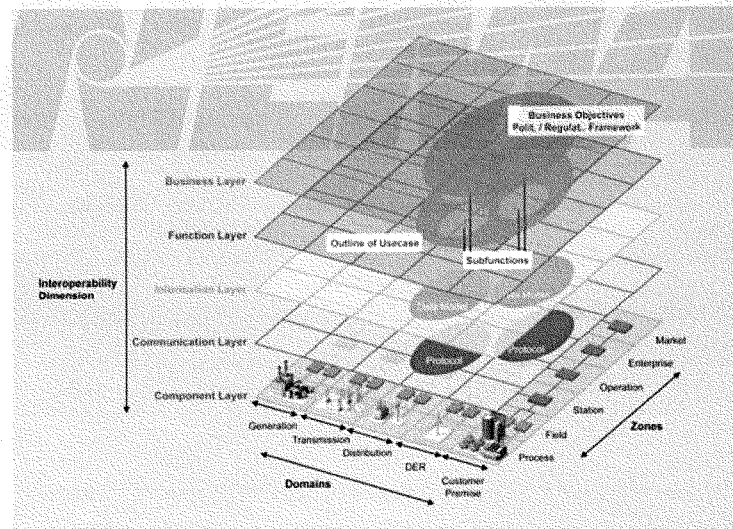 Business Objectives
Polit. / Regulat.. Framework
Business Layer
Function Layer
Outline of Usecase
Subfunctions
Interoperability
Dimension
Information Layer
Communication Layer
Protocol
Protocol
Component Layer
Market
Enterprise
Operation
Station
Field
Process
Zones
Generation
Transmission
Distribution
DER
Customer
Premise
Domains